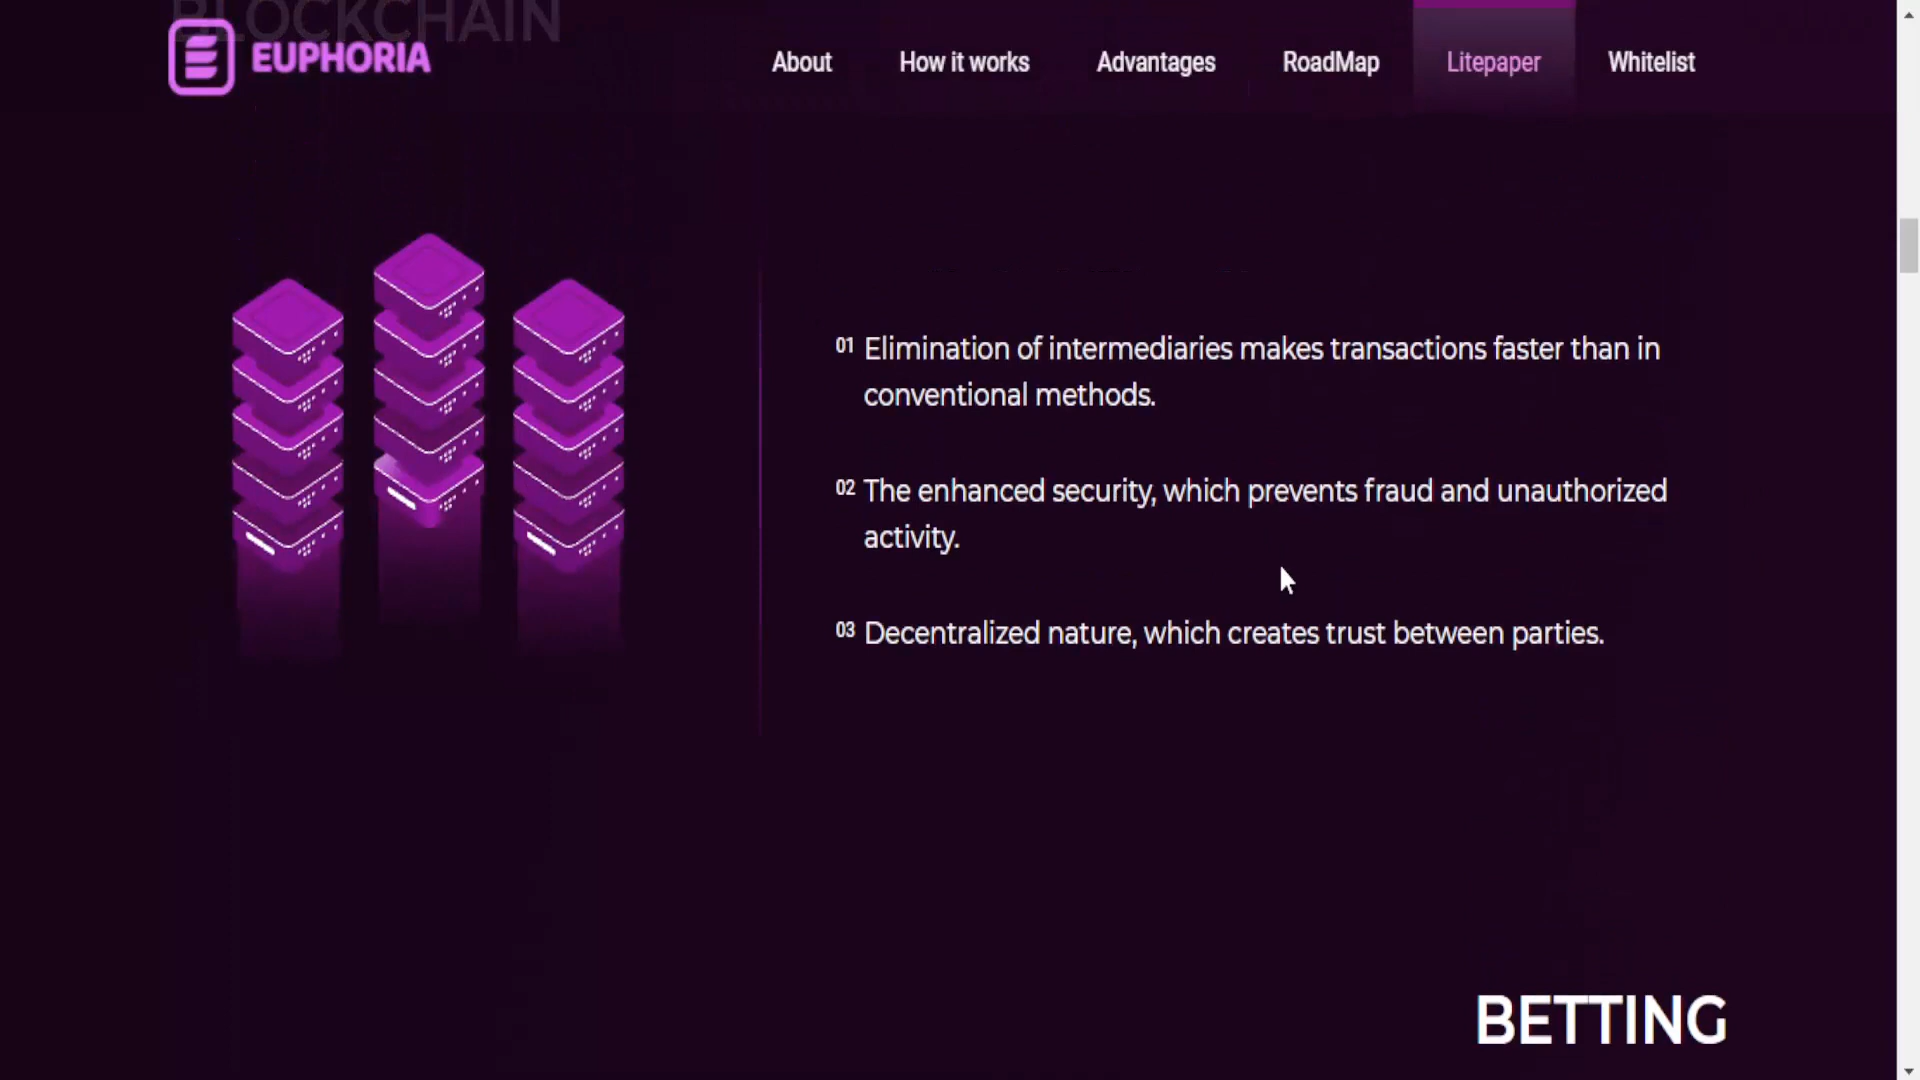 BLOCKCHAIN
EUPHORIA
About How it works Advantages RoadMap Litepaper Whitelist
01 Elimination of intermediaries makes transactions faster than in
conventional methods.
02 The enhanced security, which prevents fraud and unauthorized
activity.
03 Decentralized nature, which creates trust between parties.
BETTING